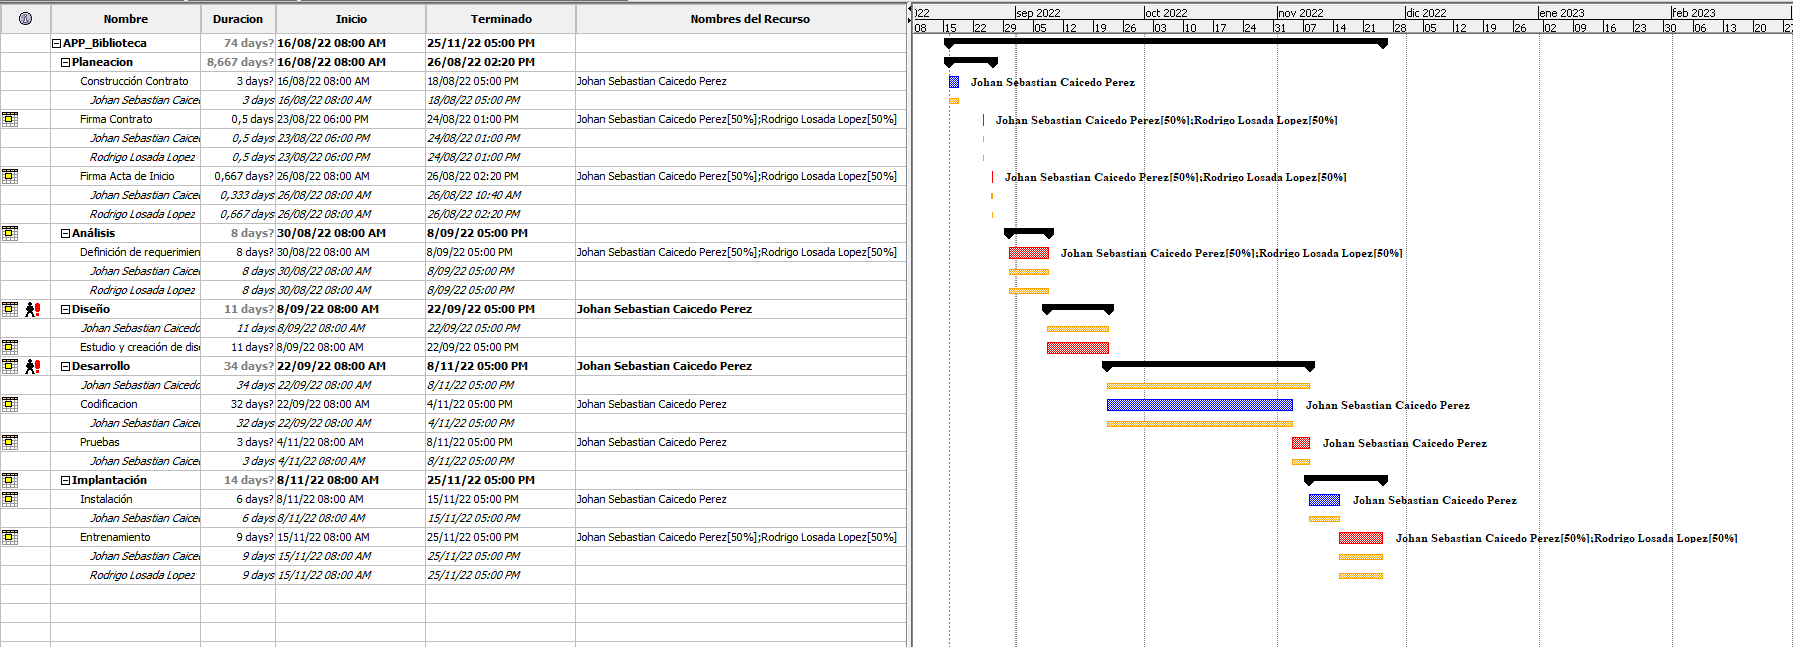 Nombre Duracion Inicio Terminado Nombres del Recurso
APP_Biblioteca 74 days? 16/08/22 08:00 AM 25/11/22 05:00 PM
Planeacion 8,667 days? 16/08/22 08:00 AM 26/08/22 02:20 PM
Construcción Contrato 3 days? 16/08/22 08:00 AM 18/08/22 05:00 PM Johan Sebastian Caicedo Perez
Johan Sebastian Caice 3 days 16/08/22 08:00 AM 18/08/22 05:00 PM
Firma Contrato 0,5 days 23/08/22 06:00 PM 24/08/22 01:00 PM Johan Sebastian Caicedo Perez[50%];Rodrigo Losada Lopez[50%]
Johan Sebastian Caice 0,5 days 23/08/22 06:00 PM 24/08/22 01:00 PM
Rodrigo Losada Lopez 0,5 days 23/08/22 06:00 PM 24/08/22 01:00 PM
Firma Acta de Inicio 0,667 days? 26/08/22 08:00 AM 26/08/22 02:20 PM Johan Sebastian Caicedo Perez[50%];Rodrigo Losada Lopez[50%]
Johan Sebastian Caice 0,333 days 26/08/22 08:00 AM 26/08/22 10:40 AM
Rodrigo Losada Lopez 0,667 days 26/08/22 08:00 AM 26/08/22 02:20 PM
Análisis 8 days? 30/08/22 08:00 AM 8/09/22 05:00 PM
Definición de requerimien 8 days? 30/08/22 08:00 AM 8/09/22 05:00 PM Johan Sebastian Caicedo Perez[50%];Rodrigo Losada Lopez[50%]
Johan Sebastian Caice 8 days 30/08/22 08:00 AM 8/09/22 05:00 PM
Rodrigo Losada Lopez 8 days 30/08/22 08:00 AM 8/09/22 05:00 PM
Diseño 11 days? 8/09/22 08:00 AM 22/09/22 05:00 PM Johan Sebastian Caicedo Perez
Johan Sebastian Caicedo 11 days 8/09/22 08:00 AM 22/09/22 05:00 PM
Estudio y creación de dis 11 days? 8/09/22 08:00 AM 22/09/22 05:00 PM
Desarrollo 34 days? 22/09/22 08:00 AM 8/11/22 05:00 PM Johan Sebastian Caicedo Perez
Johan Sebastian Caicedo 34 days 22/09/22 08:00 AM 8/11/22 05:00 PM
Codificacion 32 days? 22/09/22 08:00 AM 4/11/22 05:00 PM Johan Sebastian Caicedo Perez
Johan Sebastian Caice 32 days 22/09/22 08:00 AM 4/11/22 05:00 PM
Pruebas 3 days? 4/11/22 08:00 AM 8/11/22 05:00 PM Johan Sebastian Caicedo Perez
Johan Sebastian Caice 3 days 4/11/22 08:00 AM 8/11/22 05:00 PM
Implantación 14 days? 8/11/22 08:00 AM 25/11/22 05:00 PM
Instalación 6 days? 8/11/22 08:00 AM 15/11/22 05:00 PM Johan Sebastian Caicedo Perez
Johan Sebastian Caice 6 days 8/11/22 08:00 AM 15/11/22 05:00 PM
Entrenamiento 9 days? 15/11/22 08:00 AM 25/11/22 05:00 PM Johan Sebastian Caicedo Perez[50%];Rodrigo Losada Lopez[50%]
Johan Sebastian Caice 9 days 15/11/22 08:00 AM 25/11/22 05:00 PM
Rodrigo Losada Lopez 9 days 15/11/22 08:00 AM 25/11/22 05:00 PM
022 sep 2022 oct 2022 nov 2022 dic 2022 ene 2023 feb 2023
08 15 22 29 05 12 19 26 03 10 17 24 31 07 14 21 28 05 12 19 26 02 09 16 23 30 06 13 20 27
Johan Sebastian Caicedo Perez
Johan Sebastian Caicedo Perez[50%];Rodrigo Losada Lopez[50%]
Johan Sebastian Caicedo Perez[50%];Rodrigo Losada Lopez[50%]
Johan Sebastian Caicedo Perez[50%];Rodrigo Losada Lopez[50%]
Johan Sebastian Caicedo Perez
Johan Sebastian Caicedo Perez
Johan Sebastian Caicedo Perez
Johan Sebastian Caicedo Perez[50%];Rodrigo Losada Lopez[50%]